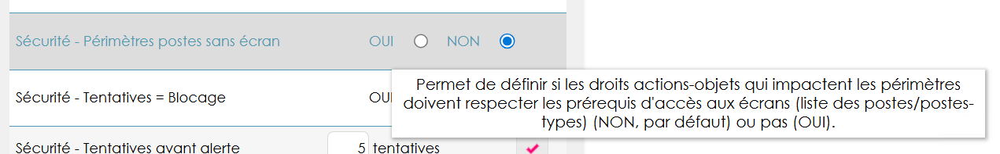 Sécurité - Périmètres postes sans écran OUI NON
Permet de définir si les droits actions-objets qui impactent les périmètres
Sécurité - Tentatives = Blocage OUI
doivent respecter les prérequis d'accès aux écrans (liste des postes/postes-
types) (NON, par défaut) ou pas (OUI).
Sécurité - Tentatives avant alerte 5 tentatives